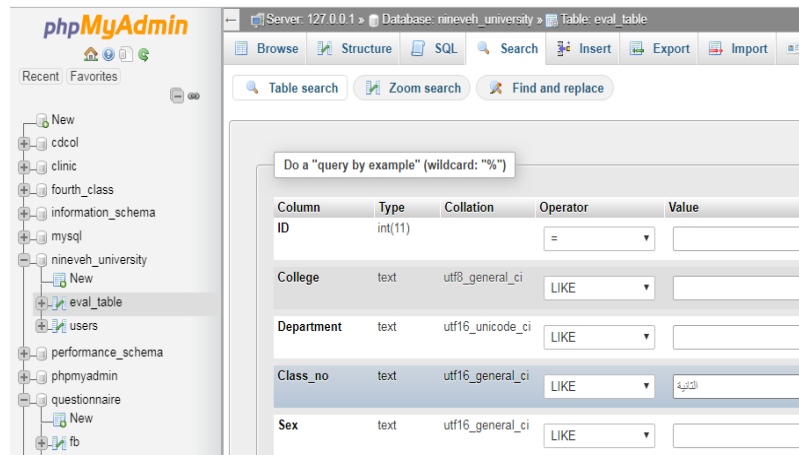 phpMyAdmin
Recent Favorites
New
cdcol
clinic
fourth_class
information_schema
mysql
nineveh_university
New
eval_table
users
performance_schema
phpmyadmin
questionnaire
New
fb
Server: 127.0.0.1 » Database: nineveh_university » Table: eval_table
Browse Structure SQL Search Insert Export Import
Table search Zoom search Find and replace
Do a "query by example" (wildcard: "%")
Column Type Collation Operator Value
ID int(11) =
College text utf8_general_ci LIKE
Department text utf16_unicode_ci LIKE
Class_no text utf16_general_ci LIKE الثانية
Sex text utf16_general_ci LIKE